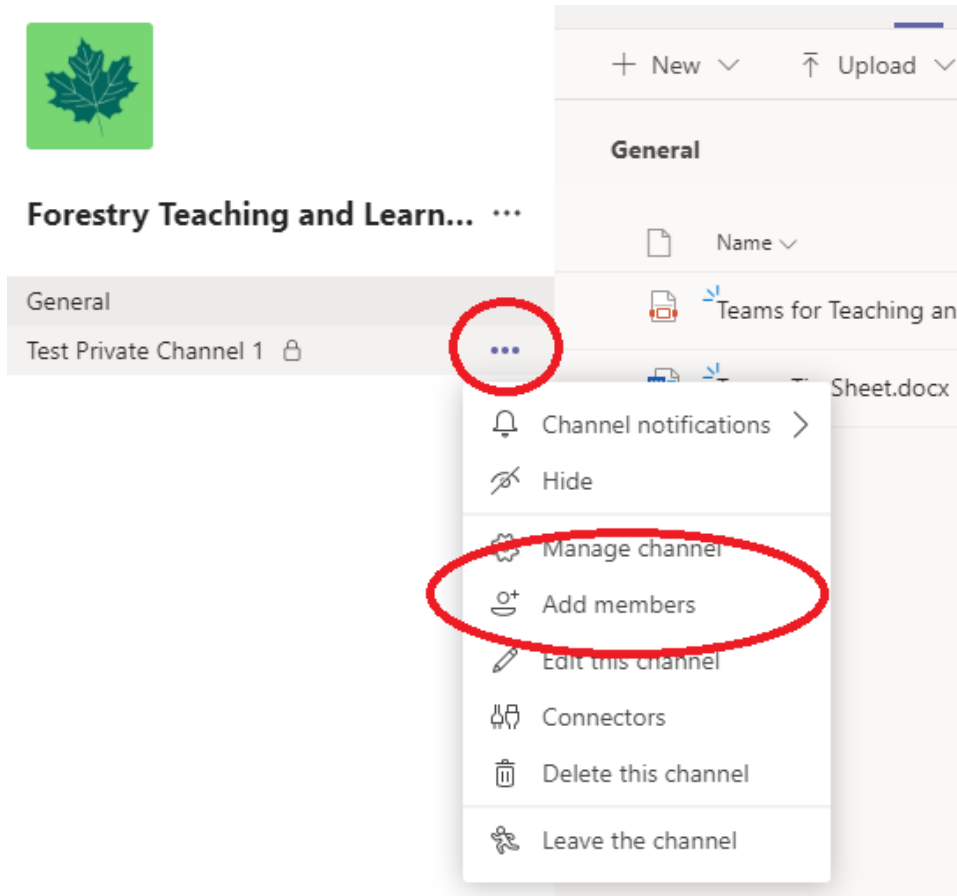 Forestry Teaching and Learn...
General
Test Private Channel 1
New
Upload
General
Name
Teams for Teaching an
Sheet.docx
Channel notifications
Hide
Manage channel
Add members
Edit this channel
Connectors
Delete this channel
Leave the channel